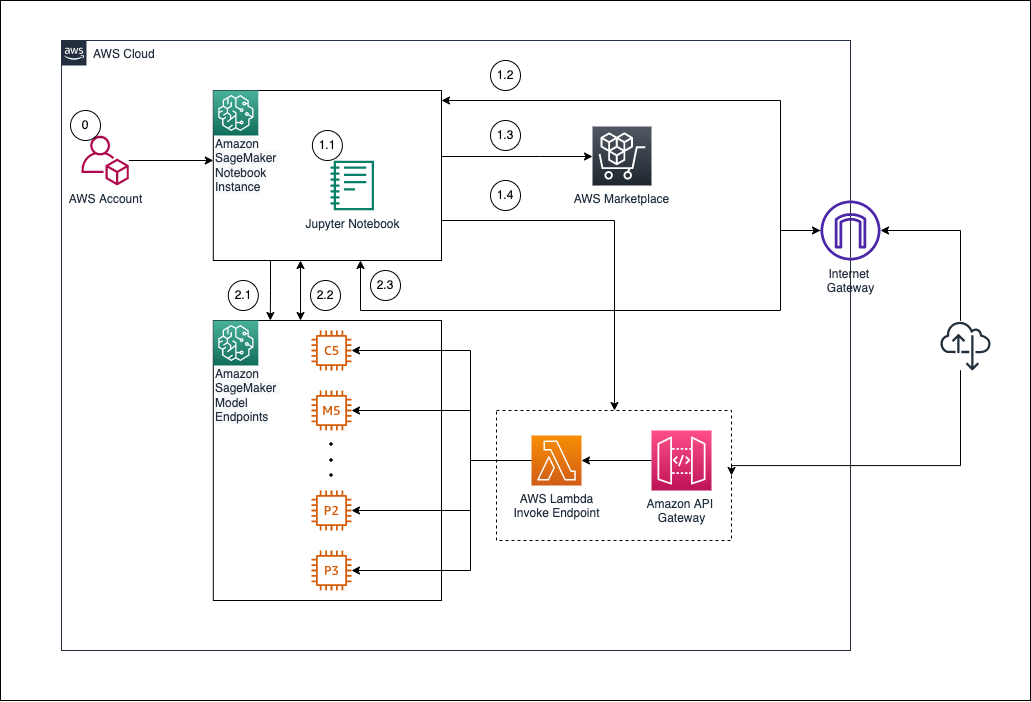 aws
AWS Cloud
0
AWS Account
Amazon
SageMaker
Notebook
Instance
1.1
Jupyter Notebook
1.2
1.3
AWS Marketplace
1.4
Internet
Gateway
2.1
2.2
2.3
Amazon
SageMaker
Model
Endpoints
C5
M5
P2
P3
AWS Lambda
Invoke Endpoint
</>
Amazon API
Gateway